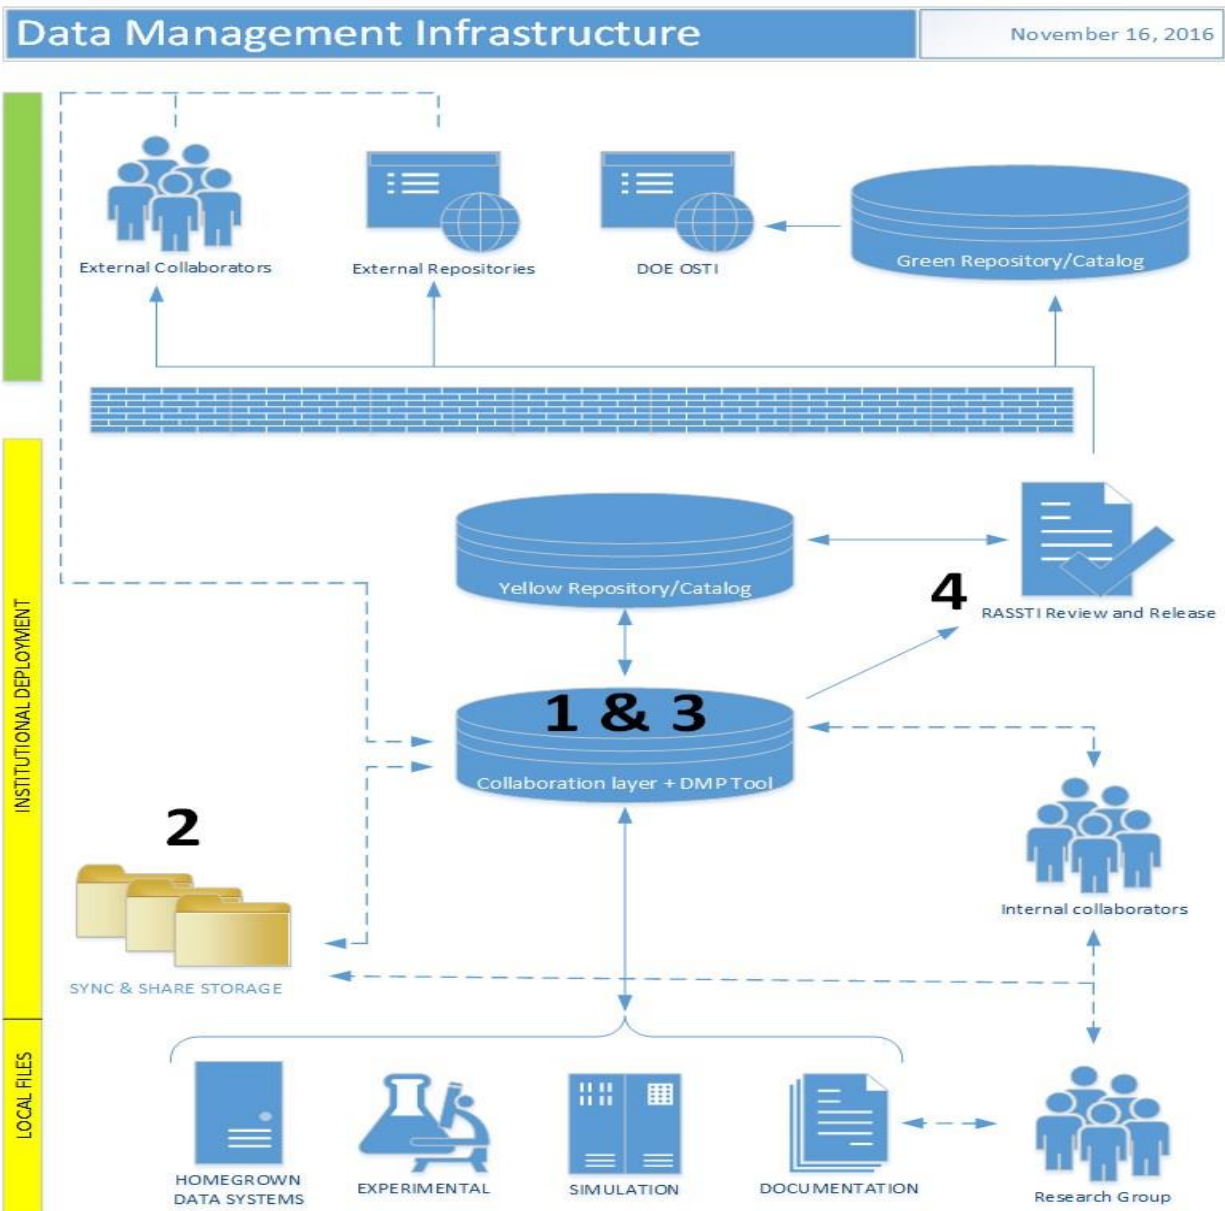 Data Management Infrastructure
November 16, 2016
External Collaborators
External Repositories
DOE OSTI
Green Repository/Catalog
INSTITUTIONAL DEPLOYMENT
Yellow Repository/Catalog
4
RASSTI Review and Release
1 & 3
Collaboration layer + DMP Tool
2
SYNC & SHARE STORAGE
Internal collaborators
LOCAL FILES
HOMEGROWN
DATA SYSTEMS
EXPERIMENTAL
SIMULATION
DOCUMENTATION
Research Group